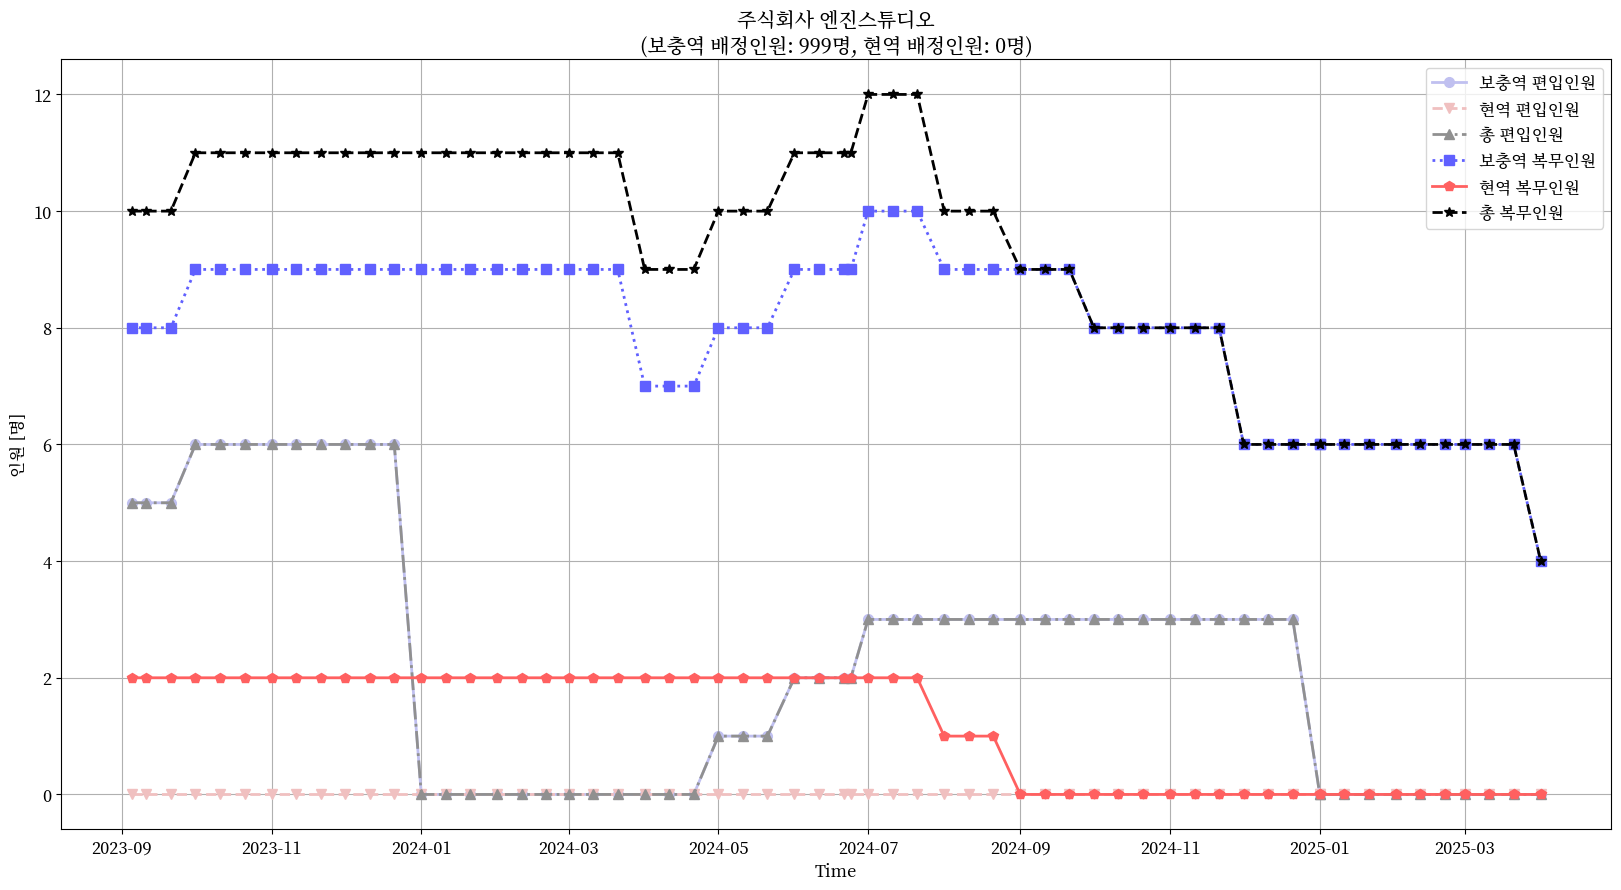 주식회사 엔진스튜디오
(보충역 배정인원: 999명, 현역 배정인원: 0명)
보충역 편입인원
현역 편입인원
총 편입인원
보충역 복무인원
현역 복무인원
총 복무인원
인원 [명]
12
10
8
6
4
2
0
2023-09
2023-11
2024-01
2024-03
2024-05
2024-07
2024-09
2024-11
2025-01
2025-03
Time